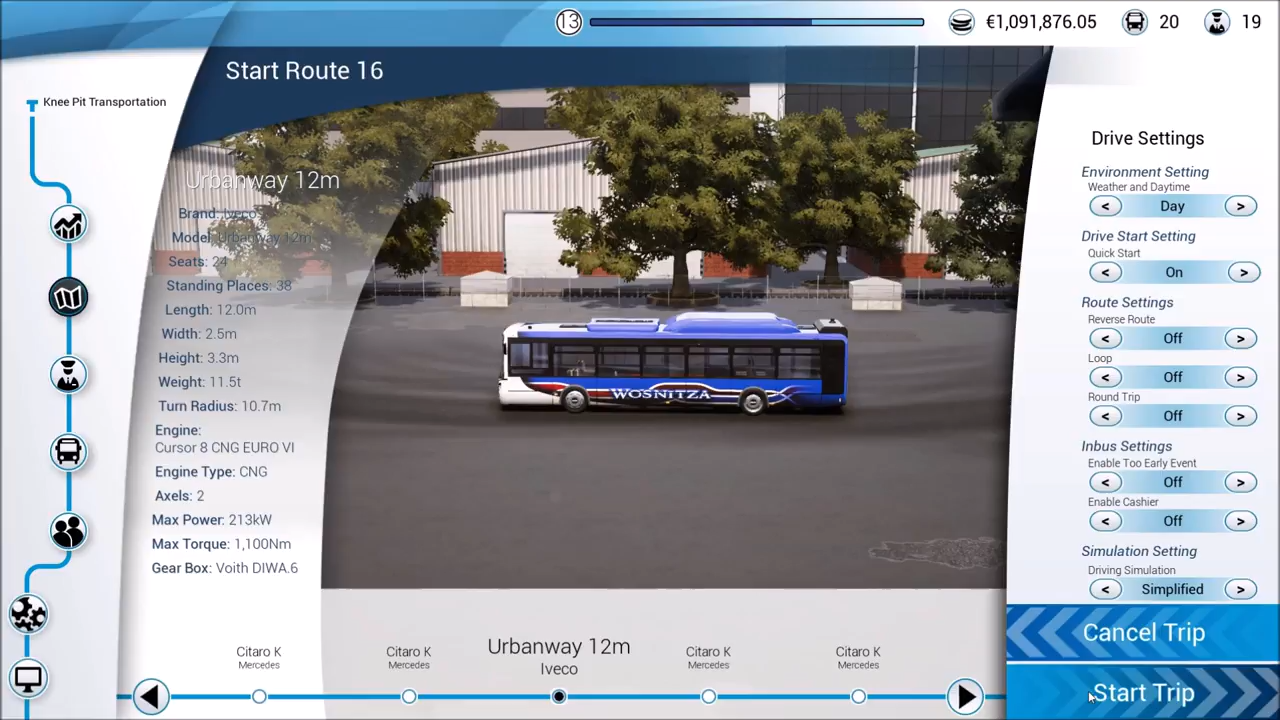 13
€1,091,876.05
20
19
Start Route 16
Knee Pit Transportation
Urbanway 12m
Brand: Iveco
Model: Urbanway 12m
Seats: 24
Standing Places: 38
Length: 12.0m
Width: 2.5m
Height: 3.3m
Weight: 11.5t
Turn Radius: 10.7m
Engine:
Cursor 8 CNG EURO VI
Engine Type: CNG
Axels: 2
Max Power: 213kW
Max Torque: 1,100Nm
Gear Box: Voith DIWA.6
WOSNITZA
Drive Settings
Environment Setting
Weather and Daytime
< Day >
Drive Start Setting
Quick Start
< On >
Route Settings
Reverse Route
< Off >
Loop
< Off >
Round Trip
< Off >
Inbus Settings
Enable Too Early Event
< Off >
Enable Cashier
< Off >
Simulation Setting
Driving Simulation
< Simplified >
Cancel Trip
Start Trip
Citaro K
Mercedes
Citaro K
Mercedes
Urbanway 12m
Iveco
Citaro K
Mercedes
Citaro K
Mercedes